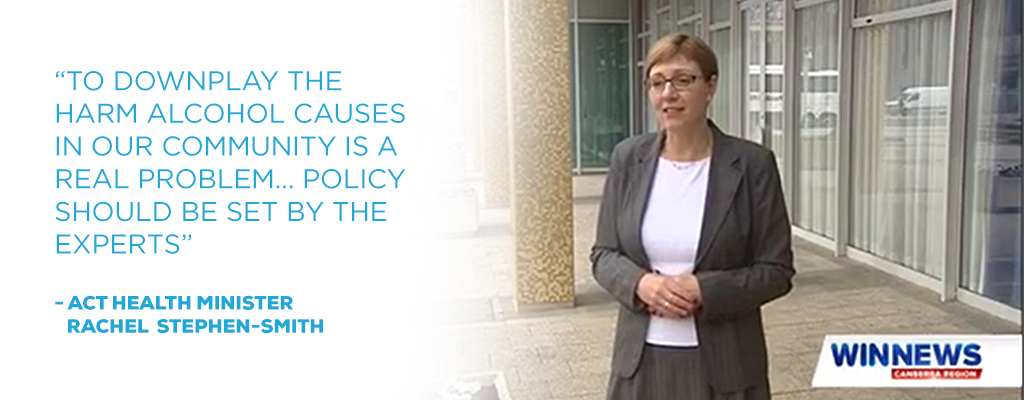 “TO DOWNPLAY THE
HARM ALCOHOL CAUSES
IN OUR COMMUNITY IS A
REAL PROBLEM... POLICY
SHOULD BE SET BY THE
EXPERTS”
- ACT HEALTH MINISTER
RACHEL STEPHEN-SMITH
WINNEWS
CANBERRA REGION